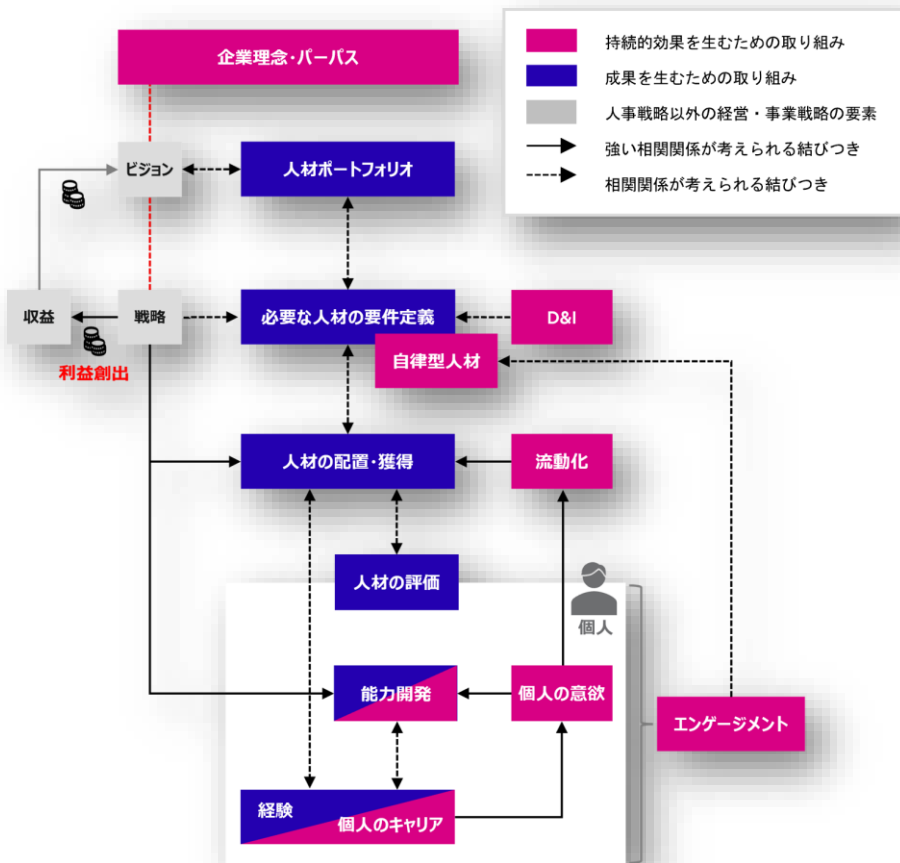 企業理念・パーパス
持続的効果を生むための取り組み
成果を生むための取り組み
人事戦略以外の経営・事業戦略の要素
強い相関関係が考えられる結びつき
相関関係が考えられる結びつき
ビジョン
人材ポートフォリオ
収益
戦略
必要な人材の要件定義
D&I
利益創出
自律型人材
人材の配置・獲得
流動化
人材の評価
個人
能力開発
個人の意欲
エンゲージメント
経験
個人のキャリア